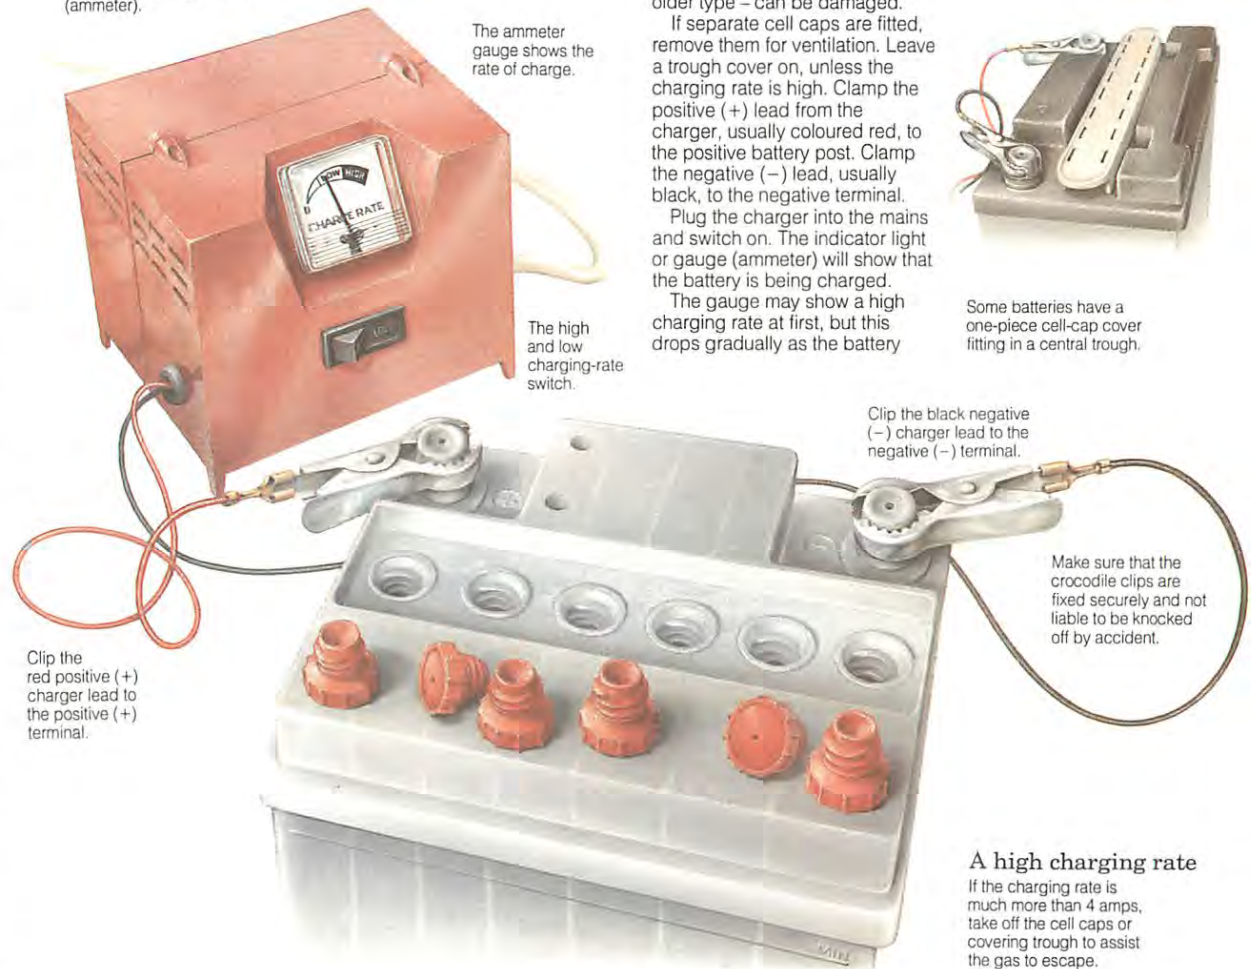 (ammeter).
The ammeter
gauge shows the
rate of charge.
older type – can be damaged.
If separate cell caps are fitted,
remove them for ventilation. Leave
a trough cover on, unless the
charging rate is high. Clamp the
positive (+) lead from the
charger, usually coloured red, to
the positive battery post. Clamp
the negative (−) lead, usually
black, to the negative terminal.
Plug the charger into the mains
and switch on. The indicator light
or gauge (ammeter) will show that
the battery is being charged.
The gauge may show a high
charging rate at first, but this
drops gradually as the battery
0 LOW HIGH
CHARGE RATE
The high
and low
charging-rate
switch.
Some batteries have a
one-piece cell-cap cover
fitting in a central trough.
Clip the black negative
(−) charger lead to the
negative (−) terminal.
Make sure that the
crocodile clips are
fixed securely and not
liable to be knocked
off by accident.
Clip the
red positive (+)
charger lead to
the positive (+)
terminal.
MIN
A high charging rate
If the charging rate is
much more than 4 amps,
take off the cell caps or
covering trough to assist
the gas to escape.